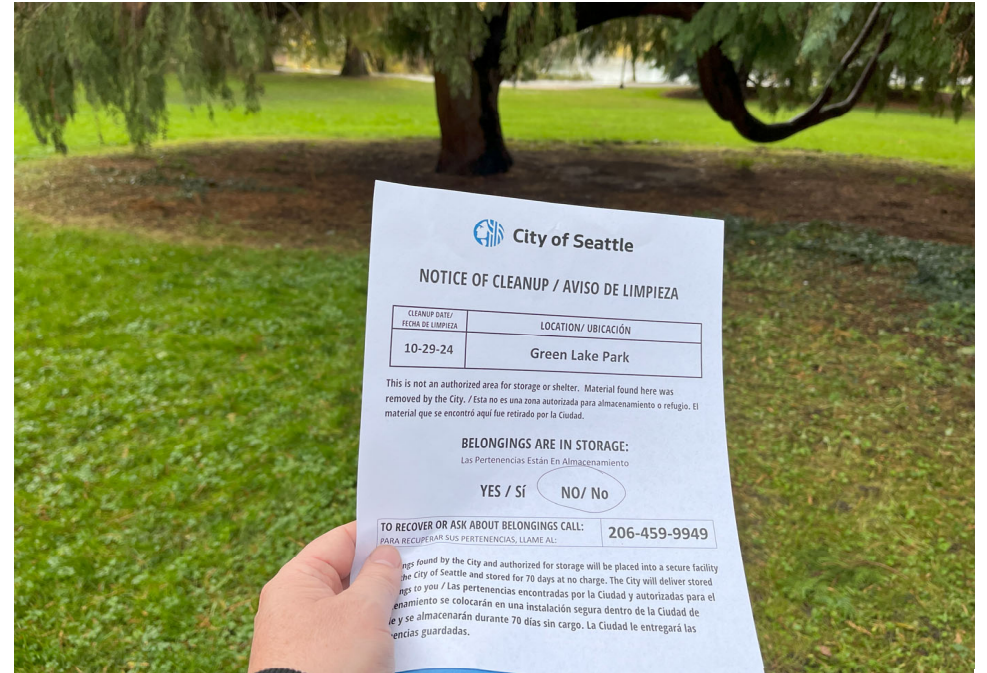 City of Seattle
NOTICE OF CLEANUP / AVISO DE LIMPIEZA
CLEANUP DATE/
FECHA DE LIMPIEZA
LOCATION/ UBICACIÓN
10-29-24
Green Lake Park
This is not an authorized area for storage or shelter. Material found here was
removed by the City. / Esta no es una zona autorizada para almacenamiento o refugio. El
material que se encontró aquí fue retirado por la Ciudad.
BELONGINGS ARE IN STORAGE:
Las Pertenencias Están En Almacenamiento
YES / Sí NO/ No
TO RECOVER OR ASK ABOUT BELONGINGS CALL:
PARA RECUPERAR SUS PERTENENCIAS, LLAME AL:
206-459-9949
ngs found by the City and authorized for storage will be placed into a secure facility
he City of Seattle and stored for 70 days at no charge. The City will deliver stored
ngs to you / Las pertenencias encontradas por la Ciudad y autorizadas para el
enamiento se colocarán en una instalación segura dentro de la Ciudad de
le y se almacenarán durante 70 días sin cargo. La Ciudad le entregará las
encias guardadas.